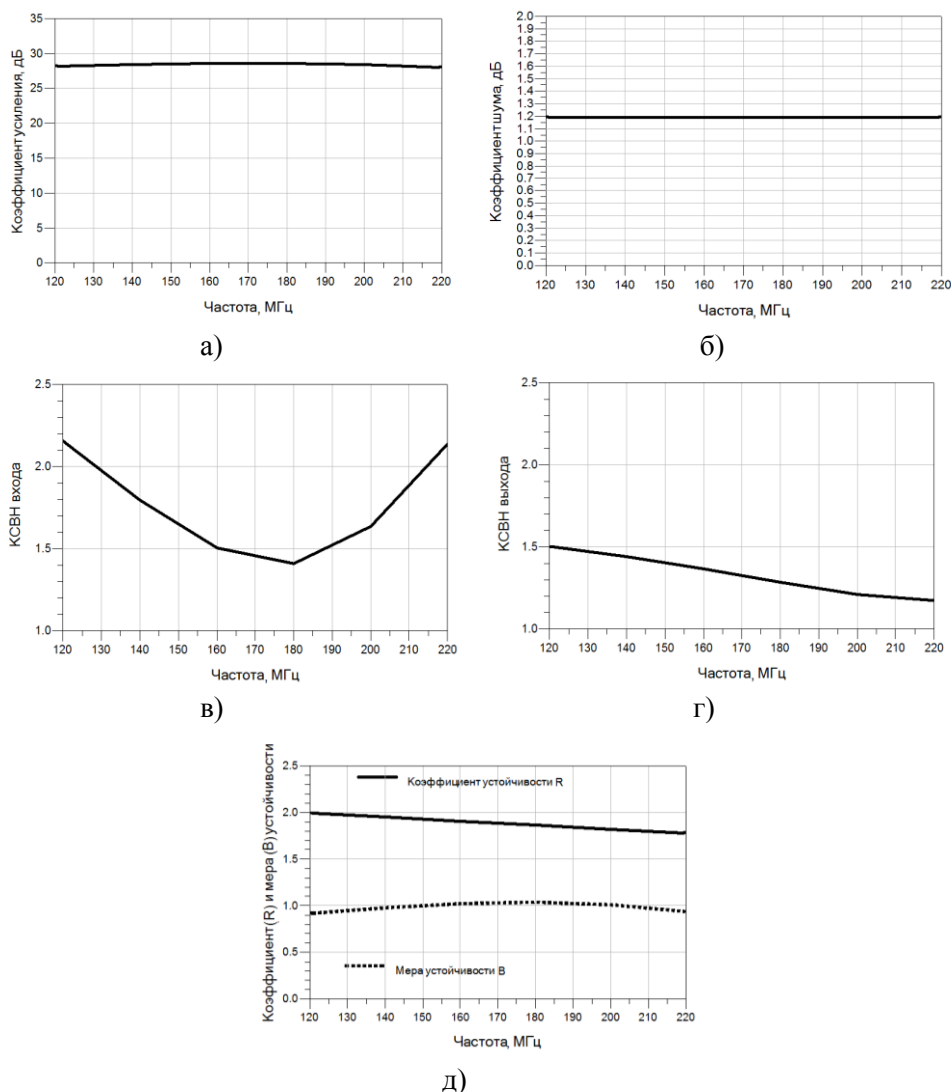 Коэффициент усиления, дБ
35
30
25
20
15
10
5
0
120 130 140 150 160 170 180 190 200 210 220
Частота, МГц
а)
Коэффициент шума, дБ
2.0
1.9
1.8
1.7
1.6
1.5
1.4
1.3
1.2
1.1
1.0
0.9
0.8
0.7
0.6
0.5
0.4
0.3
0.2
0.1
0.0
120 130 140 150 160 170 180 190 200 210 220
Частота, МГц
б)
КСВН входа
2.5
2.0
1.5
1.0
120 130 140 150 160 170 180 190 200 210 220
Частота, МГц
в)
КСВН выхода
2.5
2.0
1.5
1.0
120 130 140 150 160 170 180 190 200 210 220
Частота, МГц
г)
Коэффициент (R) и мера (В) устойчивости
2.5
2.0
1.5
1.0
0.5
0.0
Коэффициент устойчивости R
Мера устойчивости В
120 130 140 150 160 170 180 190 200 210 220
Частота, МГц
д)